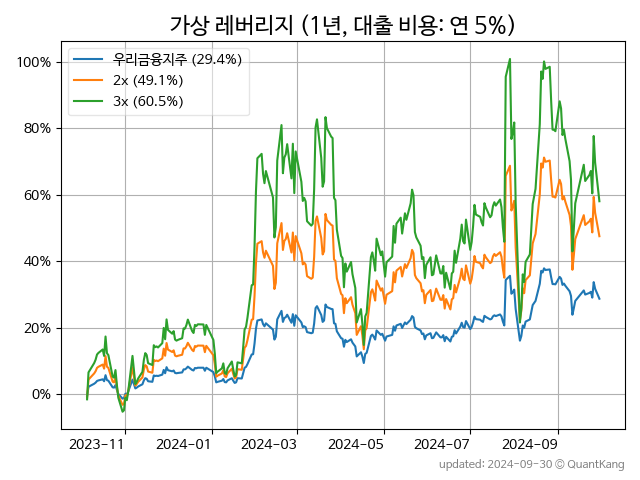 가상 레버리지 (1년, 대출 비용: 연 5%)
우리금융지주 (29.4%)
2x (49.1%)
3x (60.5%)
100%
80%
60%
40%
20%
0%
2023-11
2024-01
2024-03
2024-05
2024-07
2024-09
updated: 2024-09-30 © QuantKang